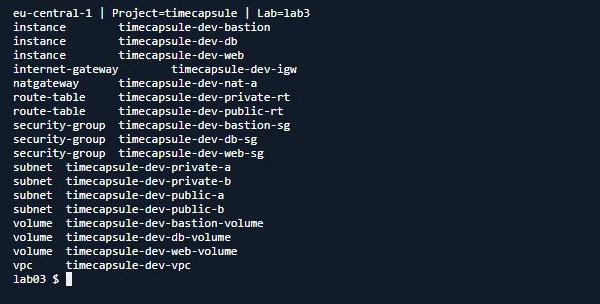 eu-central-1 | Project=timecapsule | Lab=lab3
instance timecapsule-dev-bastion
instance timecapsule-dev-db
instance timecapsule-dev-web
internet-gateway timecapsule-dev-igw
natgateway timecapsule-dev-nat-a
route-table timecapsule-dev-private-rt
route-table timecapsule-dev-public-rt
security-group timecapsule-dev-bastion-sg
security-group timecapsule-dev-db-sg
security-group timecapsule-dev-web-sg
subnet timecapsule-dev-private-a
subnet timecapsule-dev-private-b
subnet timecapsule-dev-public-a
subnet timecapsule-dev-public-b
volume timecapsule-dev-bastion-volume
volume timecapsule-dev-db-volume
volume timecapsule-dev-web-volume
vpc timecapsule-dev-vpc
lab03 $